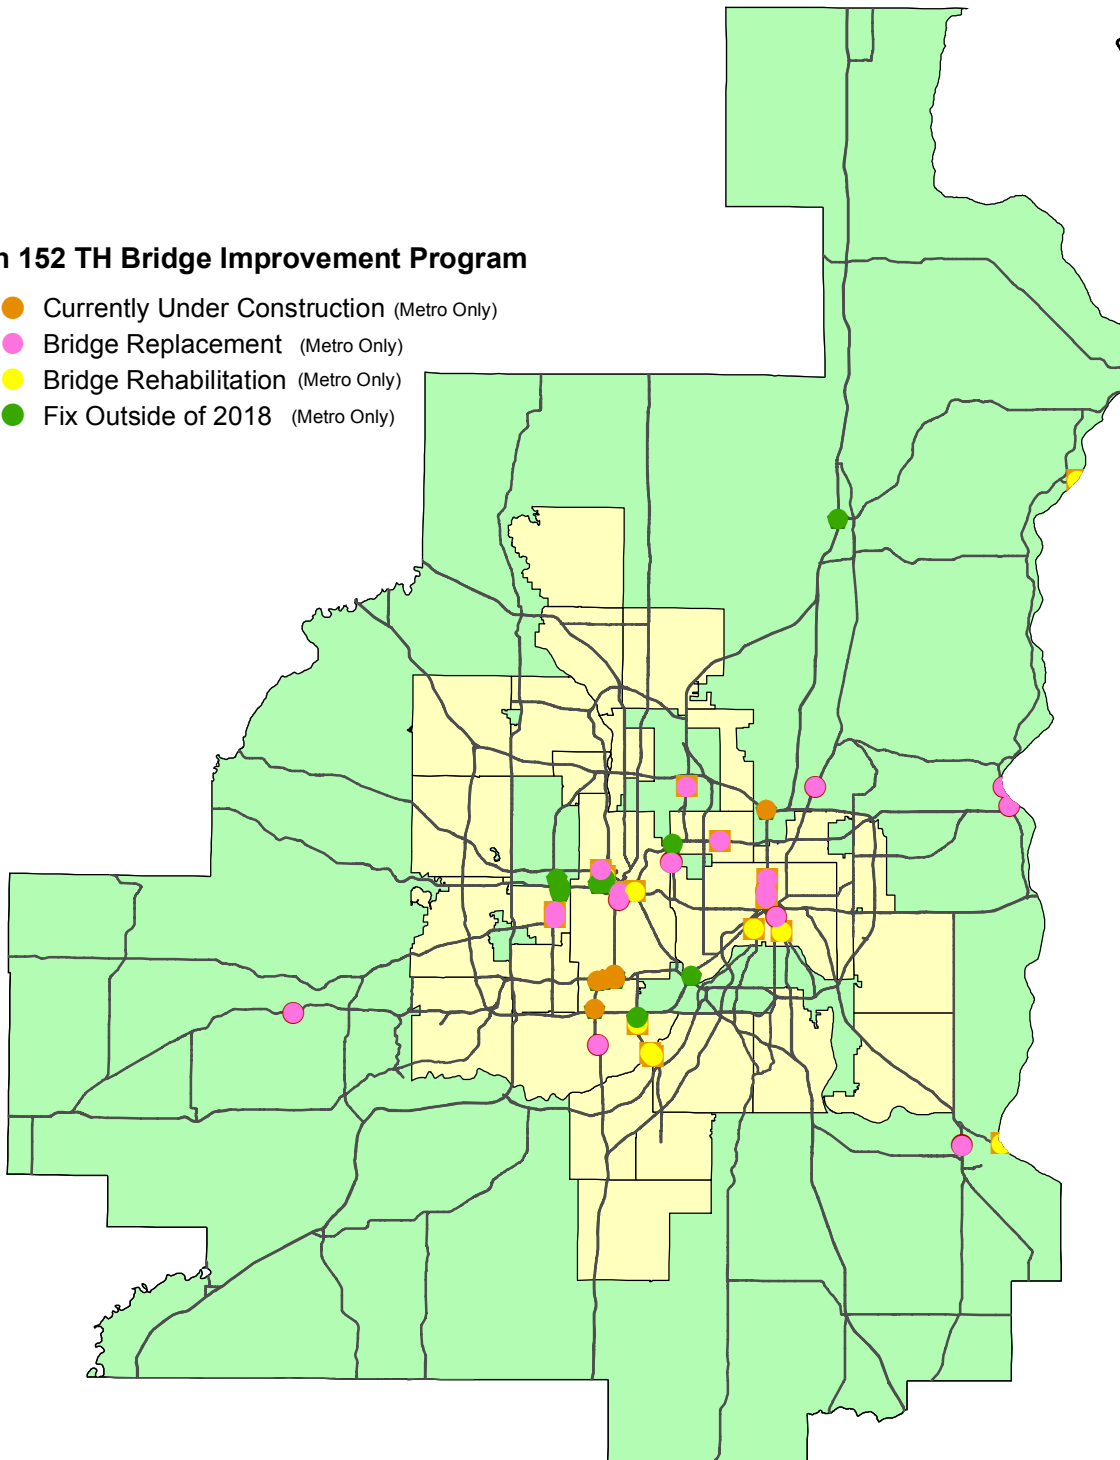 152 TH Bridge Improvement Program
Currently Under Construction (Metro Only)
Bridge Replacement (Metro Only)
Bridge Rehabilitation (Metro Only)
Fix Outside of 2018 (Metro Only)